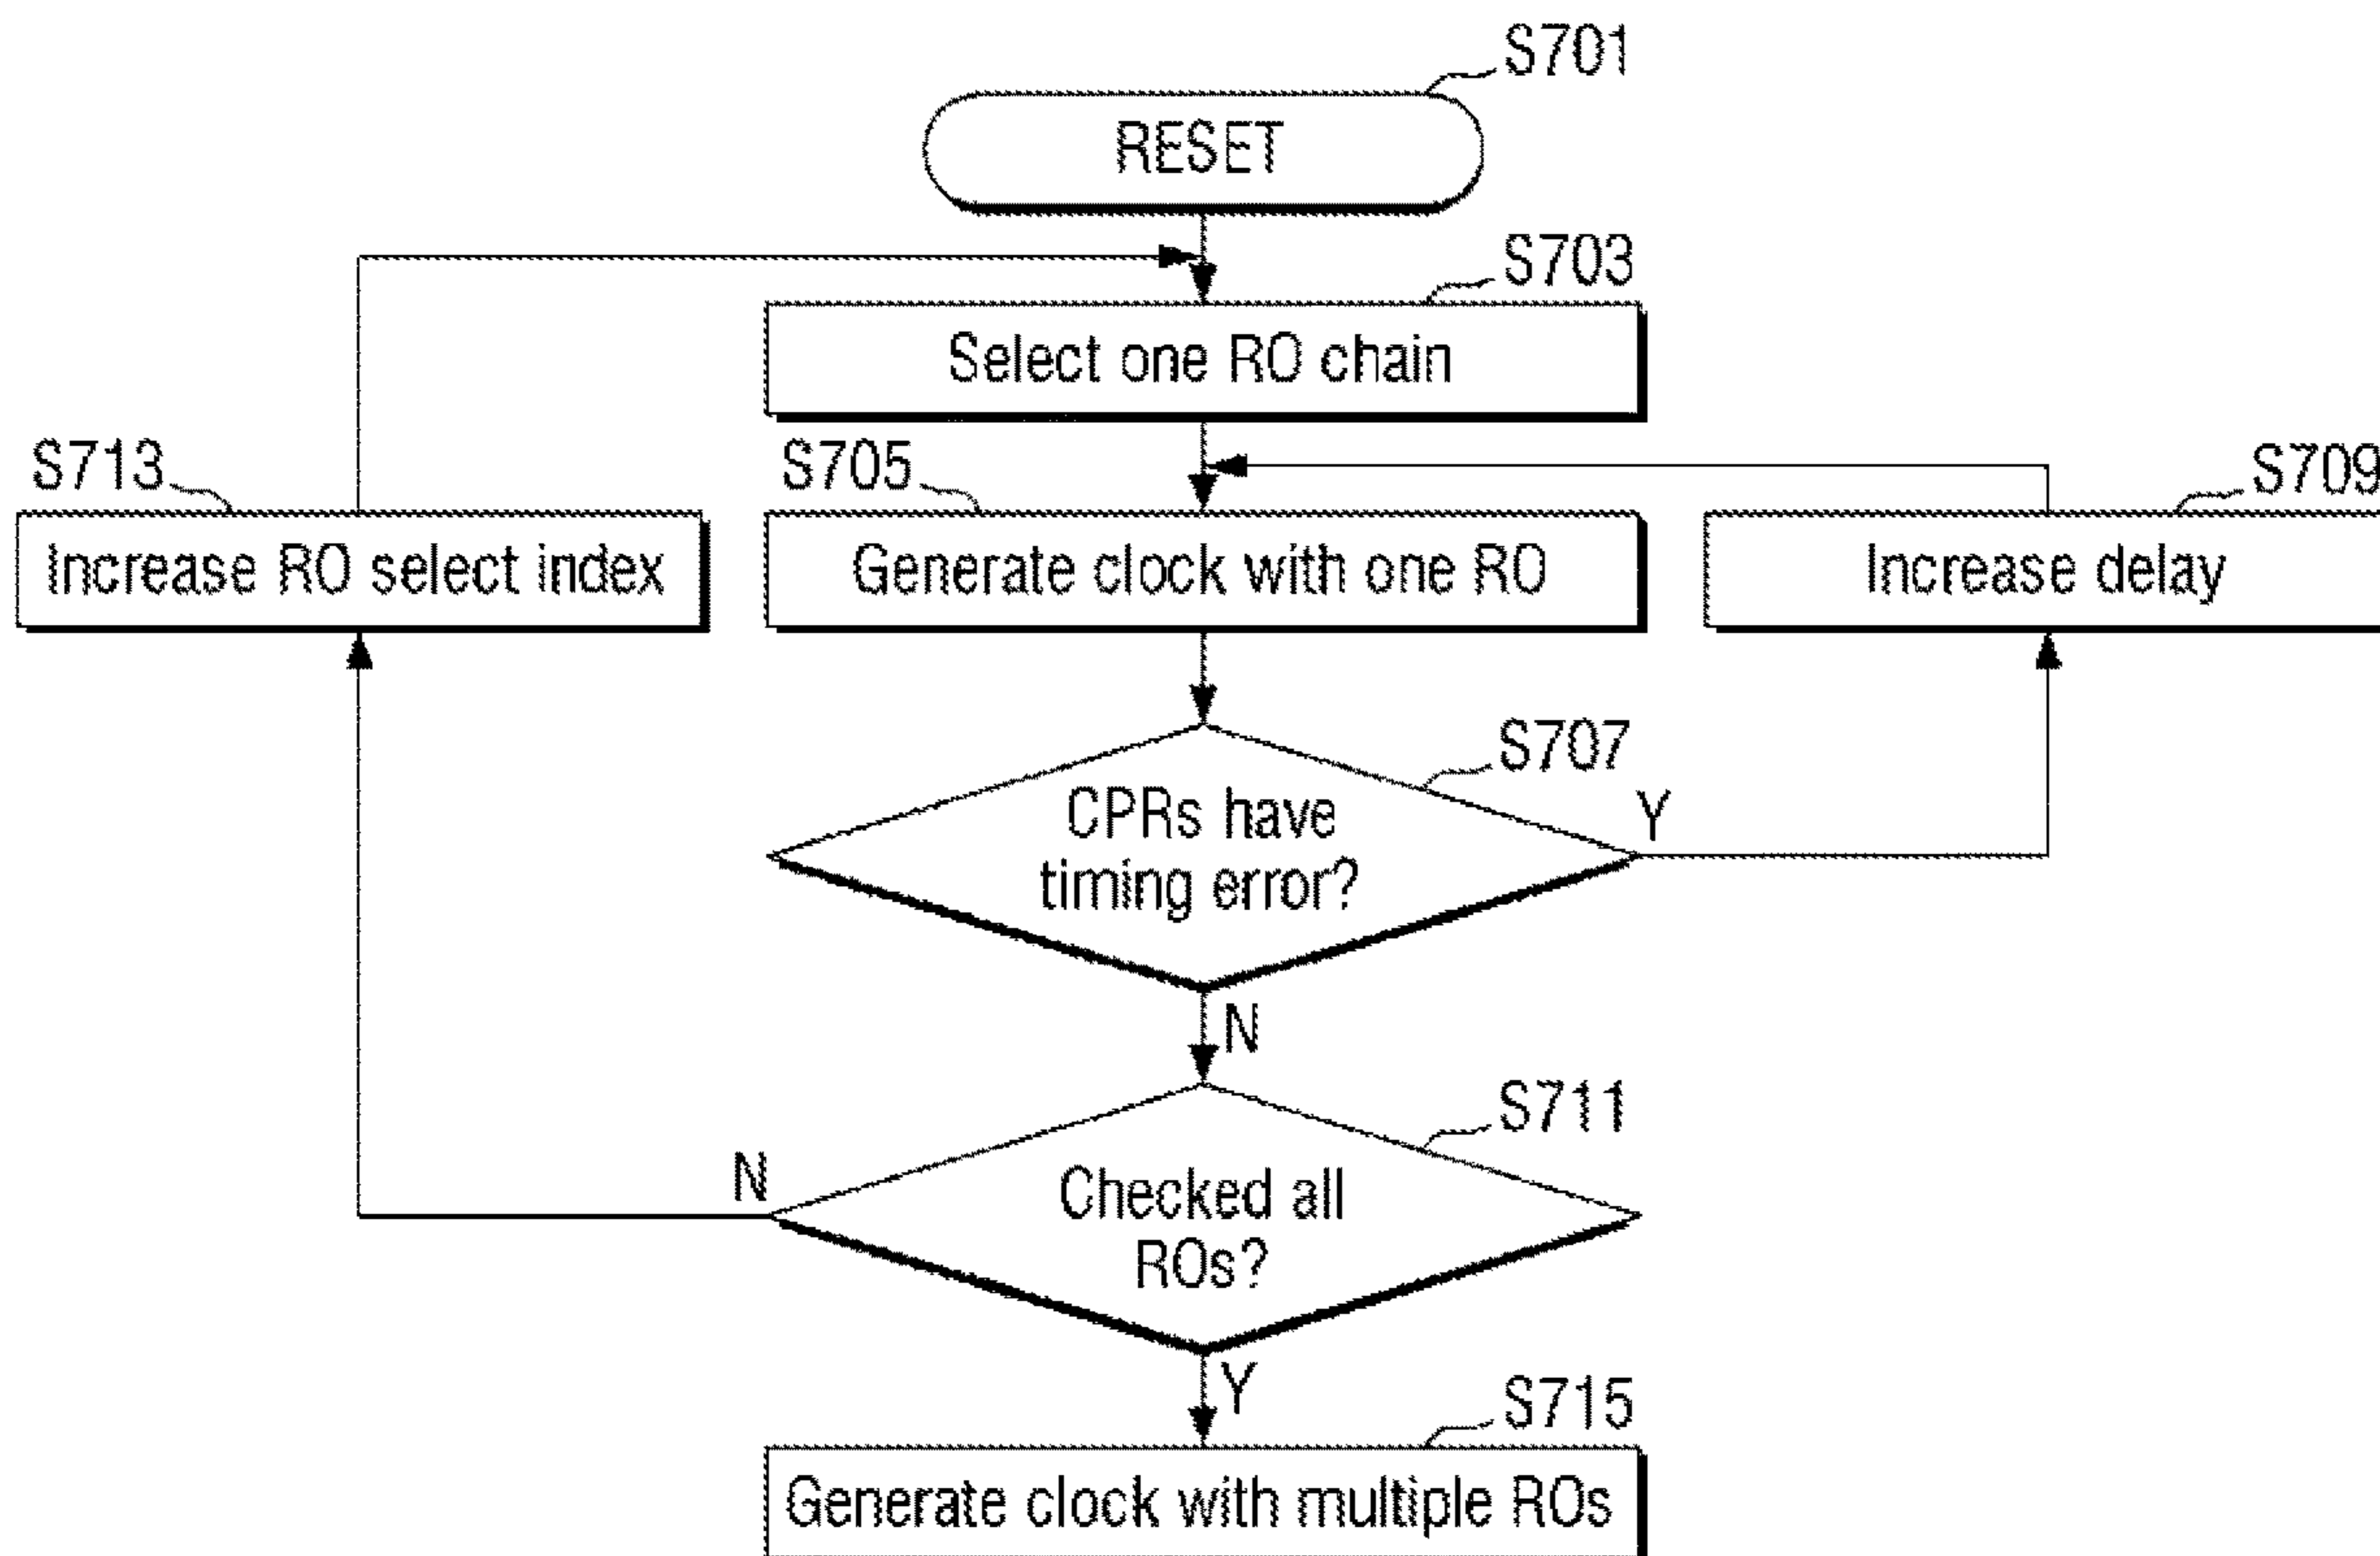 S701
RESET
S703
Select one RO chain
S713
S705
S709
Increase RO select index
Generate clock with one RO
Increase delay
S707
CPRs have
timing error?
Y
N
S711
N
Checked all
ROs?
Y
S715
Generate clock with multiple ROs